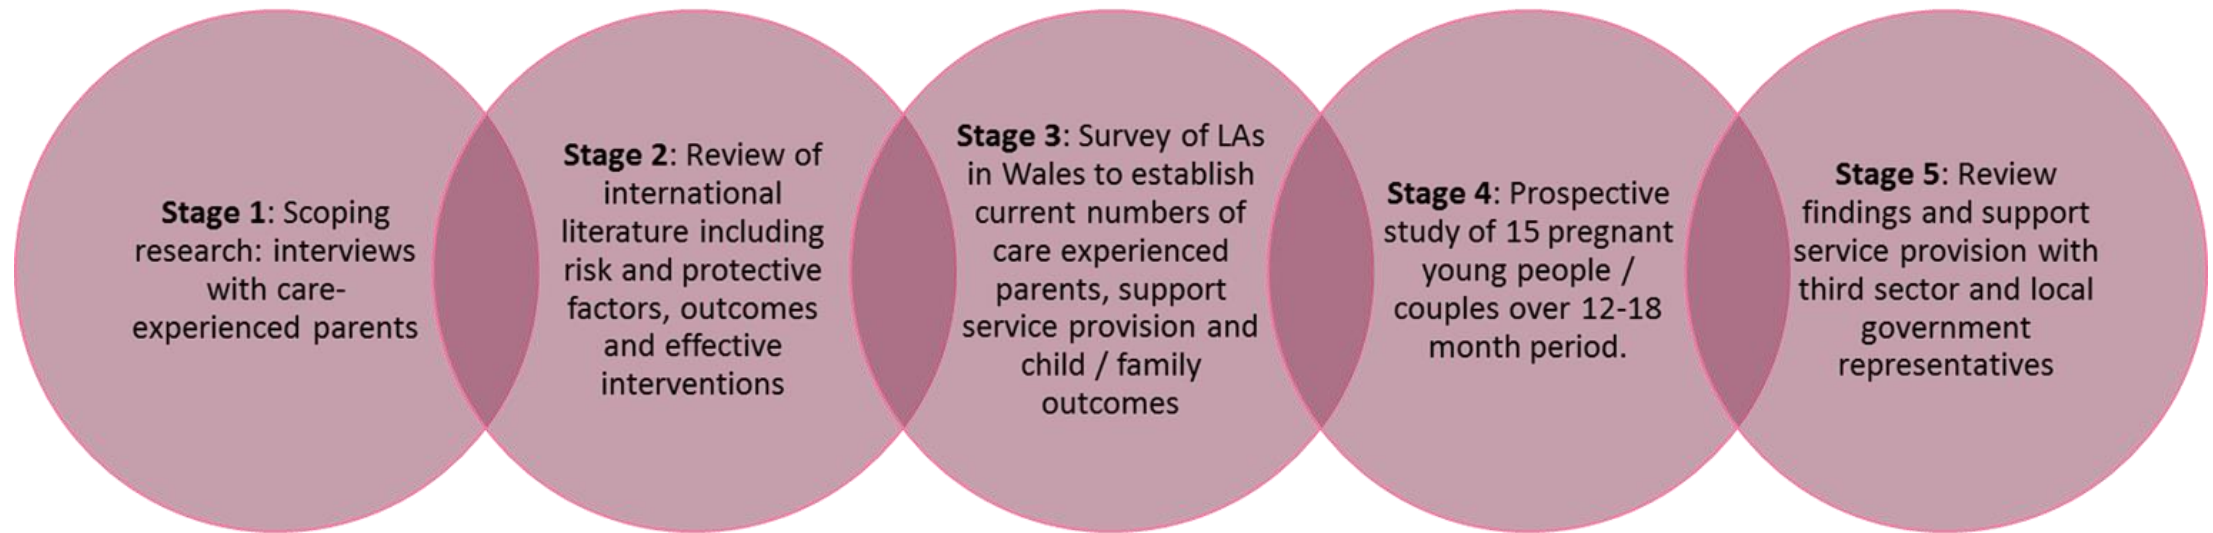 Stage 1: Scoping
research: interviews
with care-
experienced parents
Stage 2: Review of
international
literature including
risk and protective
factors, outcomes
and effective
interventions
Stage 3: Survey of LAs
in Wales to establish
current numbers of
care experienced
parents, support
service provision and
child / family
outcomes
Stage 4: Prospective
study of 15 pregnant
young people /
couples over 12-18
month period.
Stage 5: Review
findings and support
service provision with
third sector and local
government
representatives